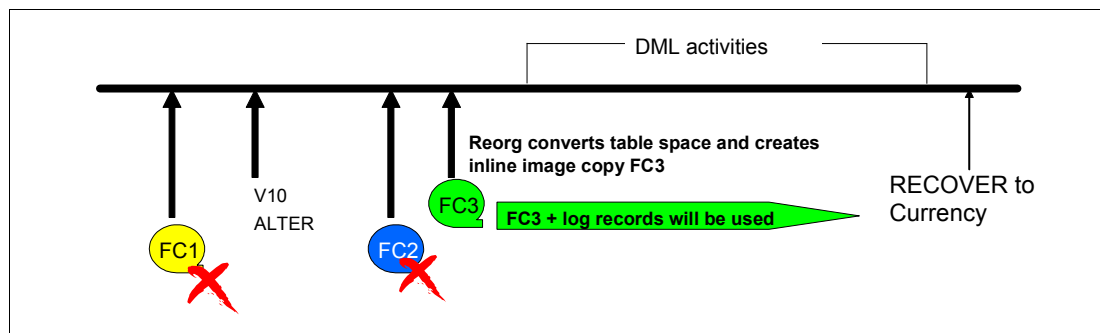 DML activities
Reorg converts table space and creates
inline image copy FC3
V10
ALTER
RECOVER to
Currency
FC3
FC3 + log records will be used
FC1
FC2